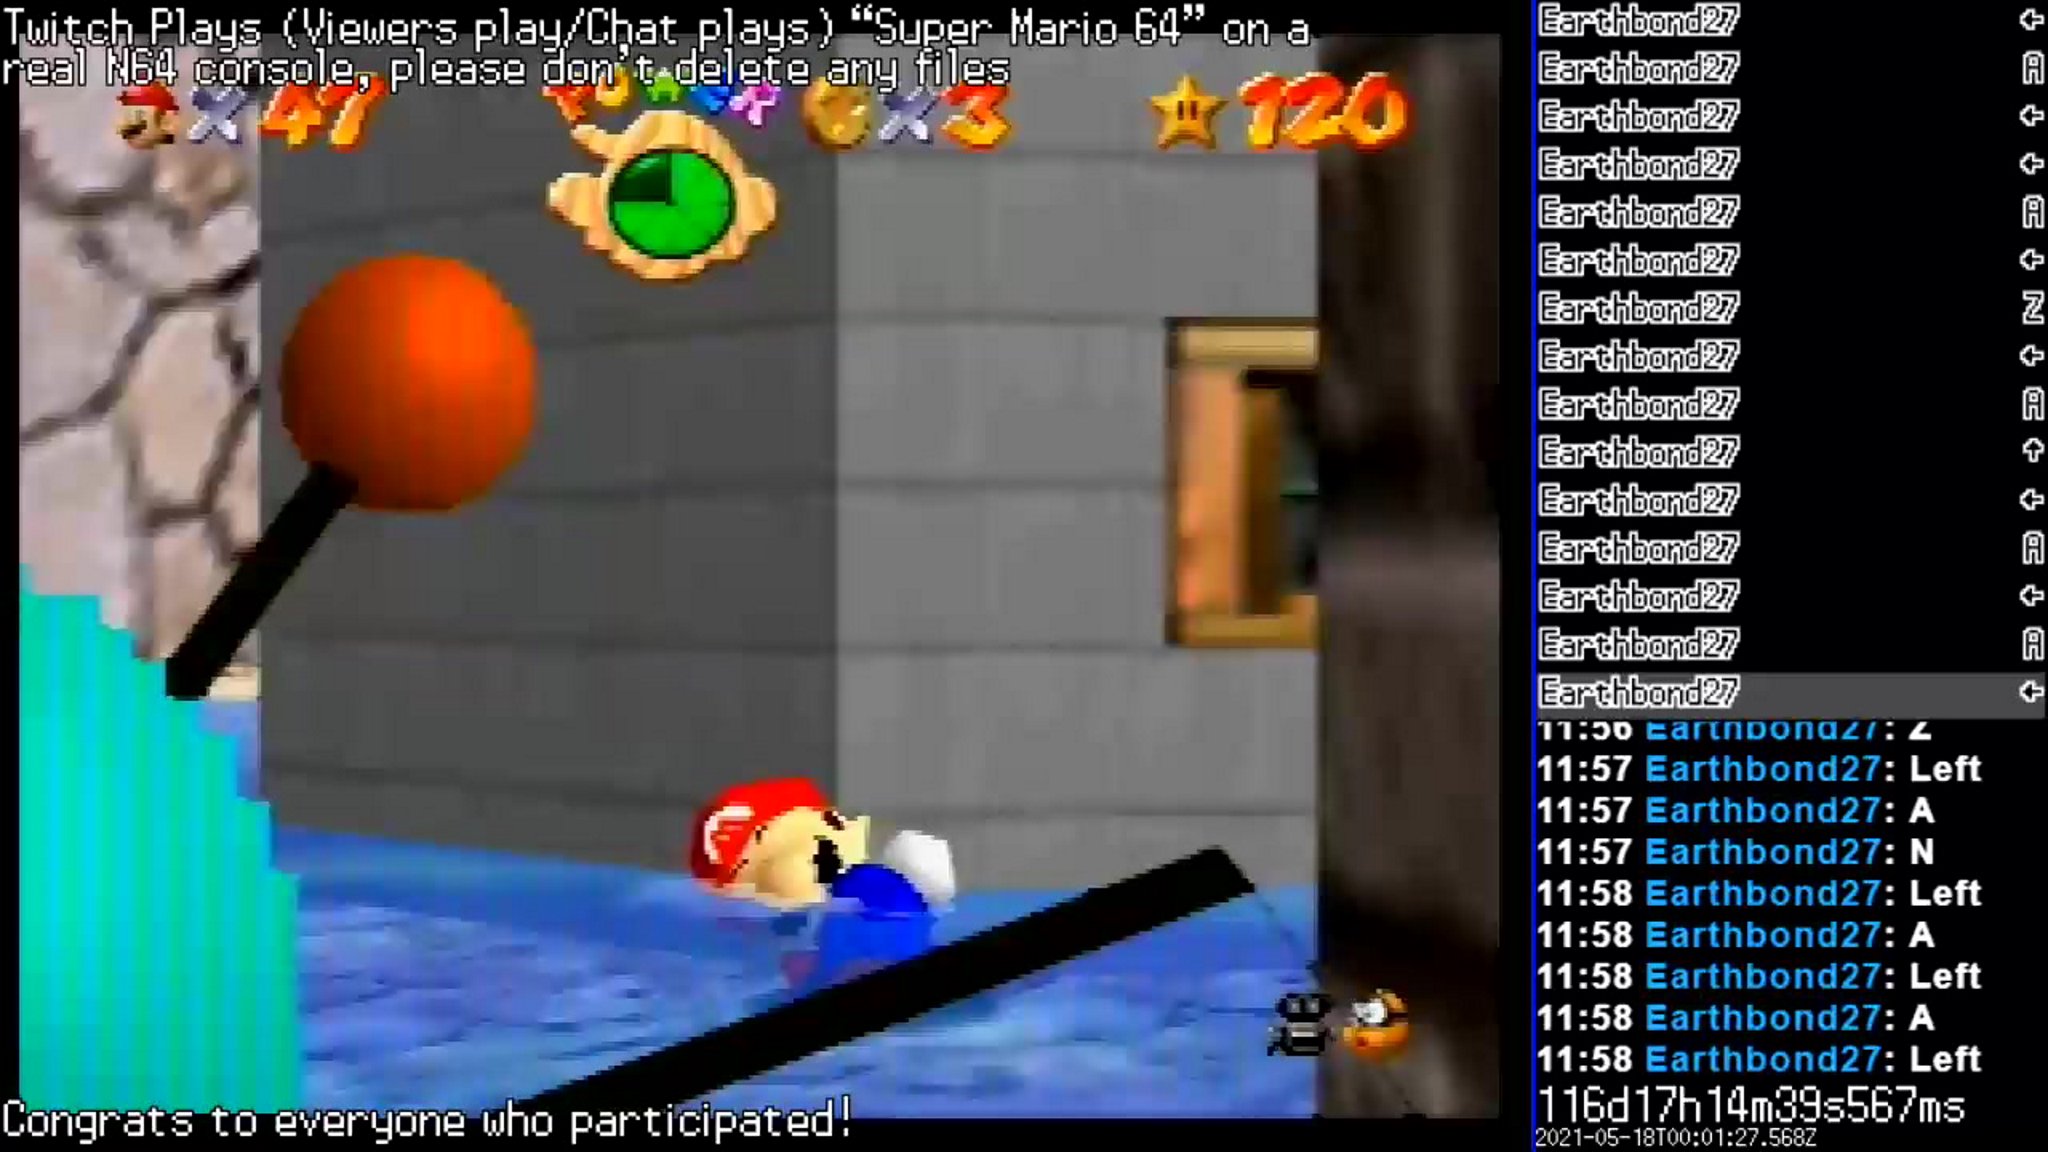 Twitch Plays (Viewers play/Chat plays) “Super Mario 64” on a
real N64 console, please don't delete any files
x 47
POWER
x 3
120
Congrats to everyone who participated!
Earthbond27 ←
Earthbond27 A
Earthbond27 ←
Earthbond27 ←
Earthbond27 A
Earthbond27 ←
Earthbond27 Z
Earthbond27 ←
Earthbond27 A
Earthbond27 ↑
Earthbond27 ←
Earthbond27 A
Earthbond27 ←
Earthbond27 A
Earthbond27 ←
11:56 Earthbond27: Z
11:57 Earthbond27: Left
11:57 Earthbond27: A
11:57 Earthbond27: N
11:58 Earthbond27: Left
11:58 Earthbond27: A
11:58 Earthbond27: Left
11:58 Earthbond27: A
11:58 Earthbond27: Left
116d17h14m39s567ms
2021-05-18T00:01:27.568Z